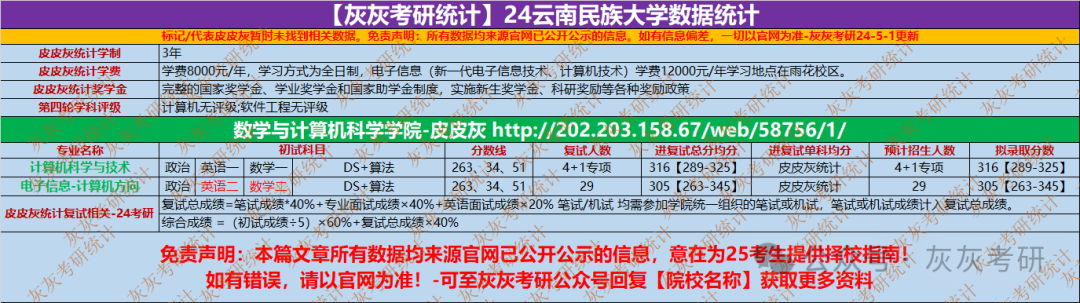 【灰灰考研统计】24云南民族大学数据统计
标记/代表皮皮灰暂时未找到相关数据。免责声明：所有数据均来源官网已公开公示的信息。如有信息偏差，一切以官网为准-灰灰考研24-5-1更新
皮皮灰统计学制 3年
皮皮灰统计学费 学费8000元/年，学习方式为全日制，电子信息（新一代电子信息技术、计算机技术）学费12000元/年学习地点在雨花校区。
皮皮灰统计奖学金 完整的国家奖学金、学业奖学金和国家助学金制度，实施新生奖学金、科研奖励等各种奖励政策
第四轮学科评级 计算机无评级;软件工程无评级
数学与计算机科学学院-皮皮灰 http://202.203.158.67/web/58756/1/
专业名称 初试科目 分数线 复试人数 进复试总分均分 进复试单科均分 预计招生人数 拟录取分数
计算机科学与技术 政治 英语一 数学一 DS+算法 263、34、51 4+1专项 316【289-325】 皮皮灰统计 4+1专项 316【289-325】
电子信息-计算机方向 政治 英语二 数学二 DS+算法 263、34、51 29 305【263-345】 皮皮灰统计 29 305【263-345】
皮皮灰统计复试相关-24考研 复试总成绩=笔试成绩*40%+专业面试成绩×40%+英语面试成绩×20% 笔试/机试 均需参加学院统一组织的笔试或机试，笔试或机试成绩计入复试总成绩。
综合成绩 =（初试成绩÷5）×60%+复试总成绩×40%
免责声明：本篇文章所有数据均来源官网已公开公示的信息，意在为25考生提供择校指南！
如有错误，请以官网为准！-可至灰灰考研公众号回复【院校名称】获取更多资料
公众号 · 灰灰考研